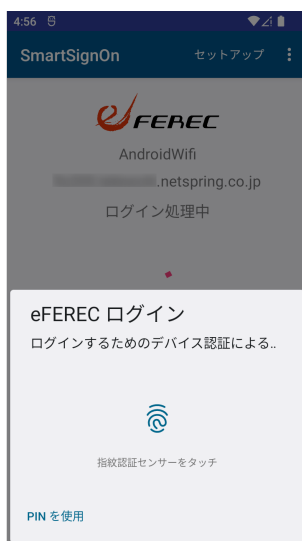 4:56
SmartSignOn セットアップ
FEREC
AndroidWifi
.netspring.co.jp
ログイン処理中
eFEREC ログイン
ログインするためのデバイス認証による..
指紋認証センサーをタッチ
PIN を使用